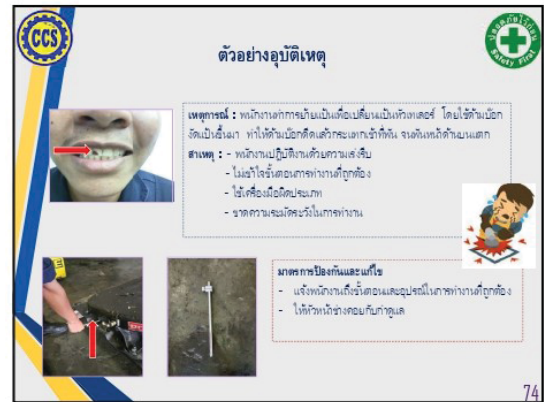 CCS
ปลอดภัยไว้ก่อน
Safety First
ตัวอย่างอุบัติเหตุ
เหตุการณ์ : พนักงานทำการย้ายแป้นเพื่อเปลี่ยนเป็นหัวเทเลอร์ โดยใช้ด้ามบ๊อก
งัดแป้นขึ้นมา ทำให้ด้ามบ๊อกดีดแล้วกระแทกเข้าที่ฟัน จนฟันหน้าด้านบนแตก
สาเหตุ : - พนักงานปฏิบัติงานด้วยความเร่งรีบ
- ไม่เข้าใจขั้นตอนการทำงานที่ถูกต้อง
- ใช้เครื่องมือผิดประเภท
- ขาดความระมัดระวังในการทำงาน
มาตรการป้องกันและแก้ไข
- แจ้งพนักงานถึงขั้นตอนและอุปกรณ์ในการทำงานที่ถูกต้อง
- ให้หัวหน้าช่างคอยกำกับดูแล
74